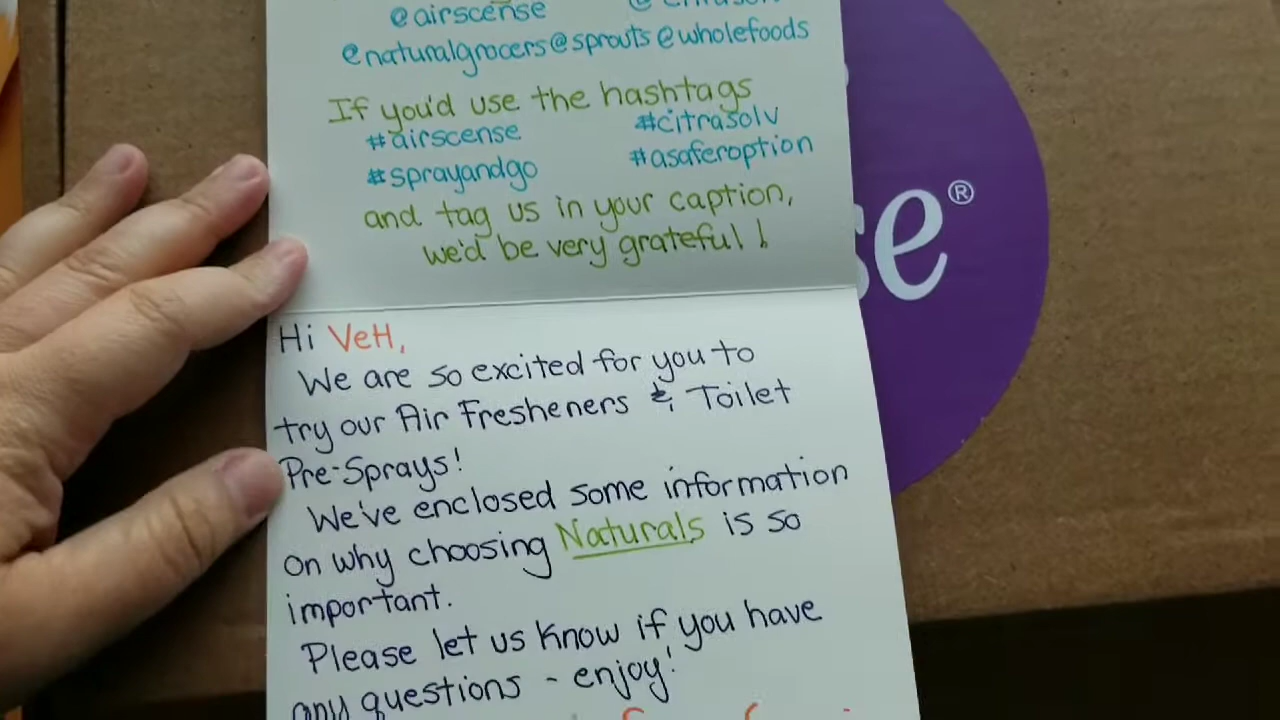 @airscense
@naturalgrocers @sprouts @wholefoods
If you'd use the hashtags
#airscense #citrasolv
#sprayandgo #asaferoption
and tag us in your caption,
we'd be very grateful!
se®
Hi VeH,
We are so excited for you to
try our Air Fresheners & Toilet
Pre-Sprays!
We've enclosed some information
on why choosing Naturals is so
important.
Please let us know if you have
any questions - enjoy!